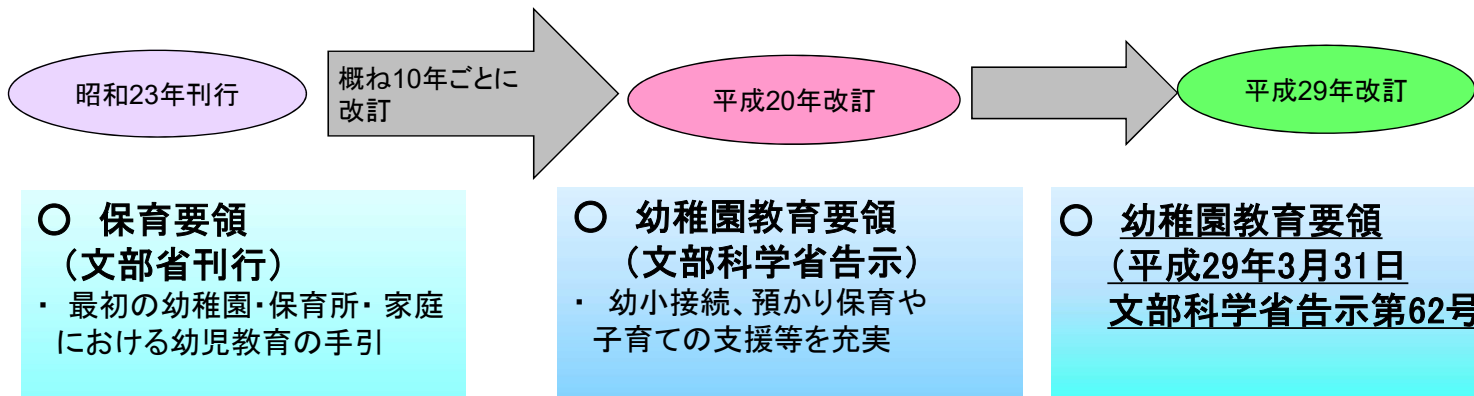 昭和23年刊行
概ね10年ごとに
改訂
平成20年改訂
平成29年改訂
○ 保育要領
（文部省刊行）
・ 最初の幼稚園・保育所・ 家庭
における幼児教育の手引
○ 幼稚園教育要領
（文部科学省告示）
・ 幼小接続、預かり保育や
子育ての支援等を充実
○ 幼稚園教育要領
（平成29年3月31日
文部科学省告示第62号